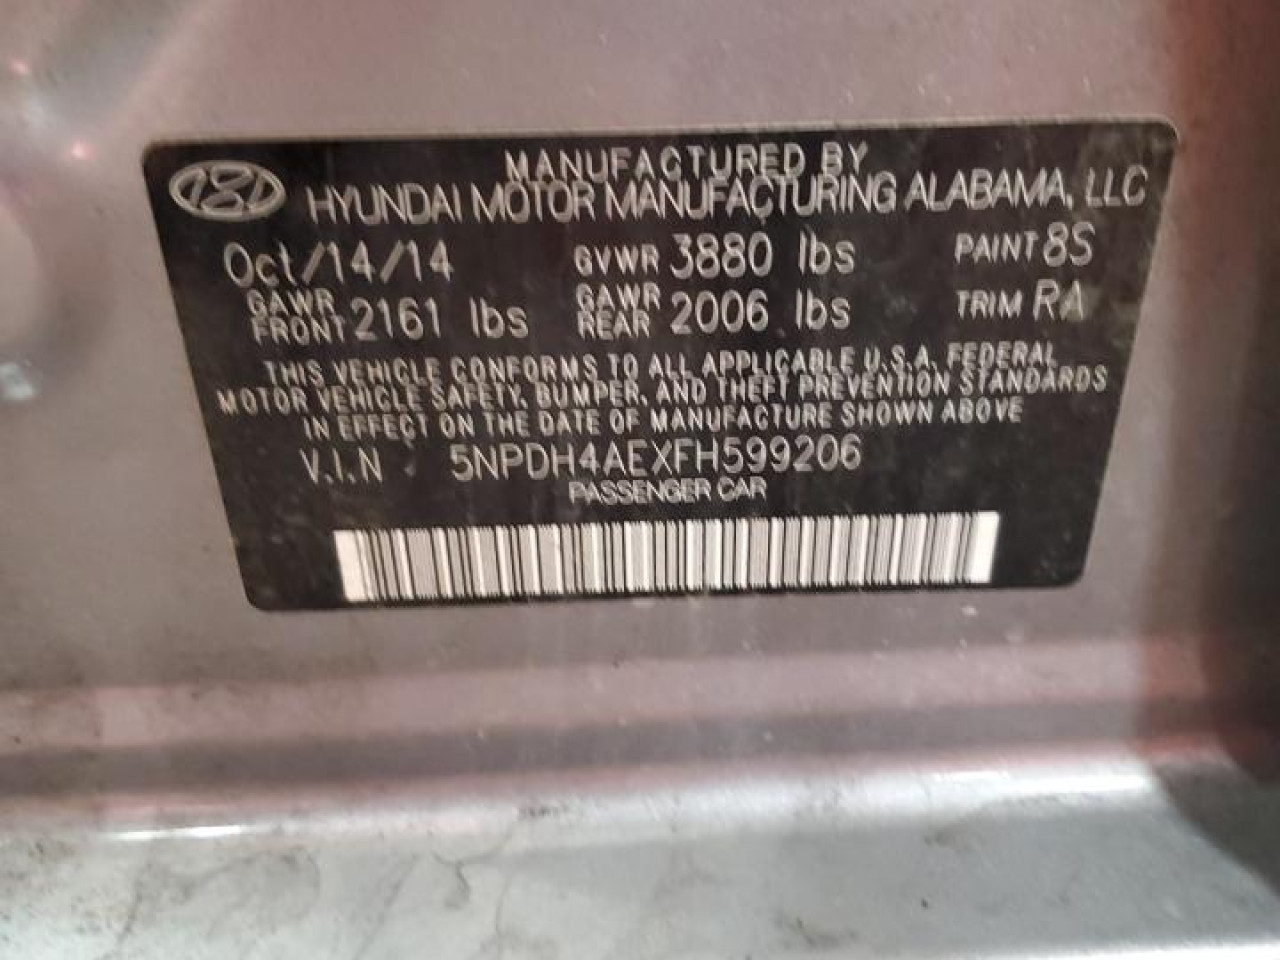 MANUFACTURED BY
HYUNDAI MOTOR MANUFACTURING ALABAMA, LLC
Oct/14/14 GVWR 3880 lbs PAINT 8S
GAWR FRONT 2161 lbs GAWR REAR 2006 lbs TRIM RA
THIS VEHICLE CONFORMS TO ALL APPLICABLE U.S.A. FEDERAL
MOTOR VEHICLE SAFETY, BUMPER, AND THEFT PREVENTION STANDARDS
IN EFFECT ON THE DATE OF MANUFACTURE SHOWN ABOVE
V.I.N : 5NPDH4AEXFH599206
PASSENGER CAR